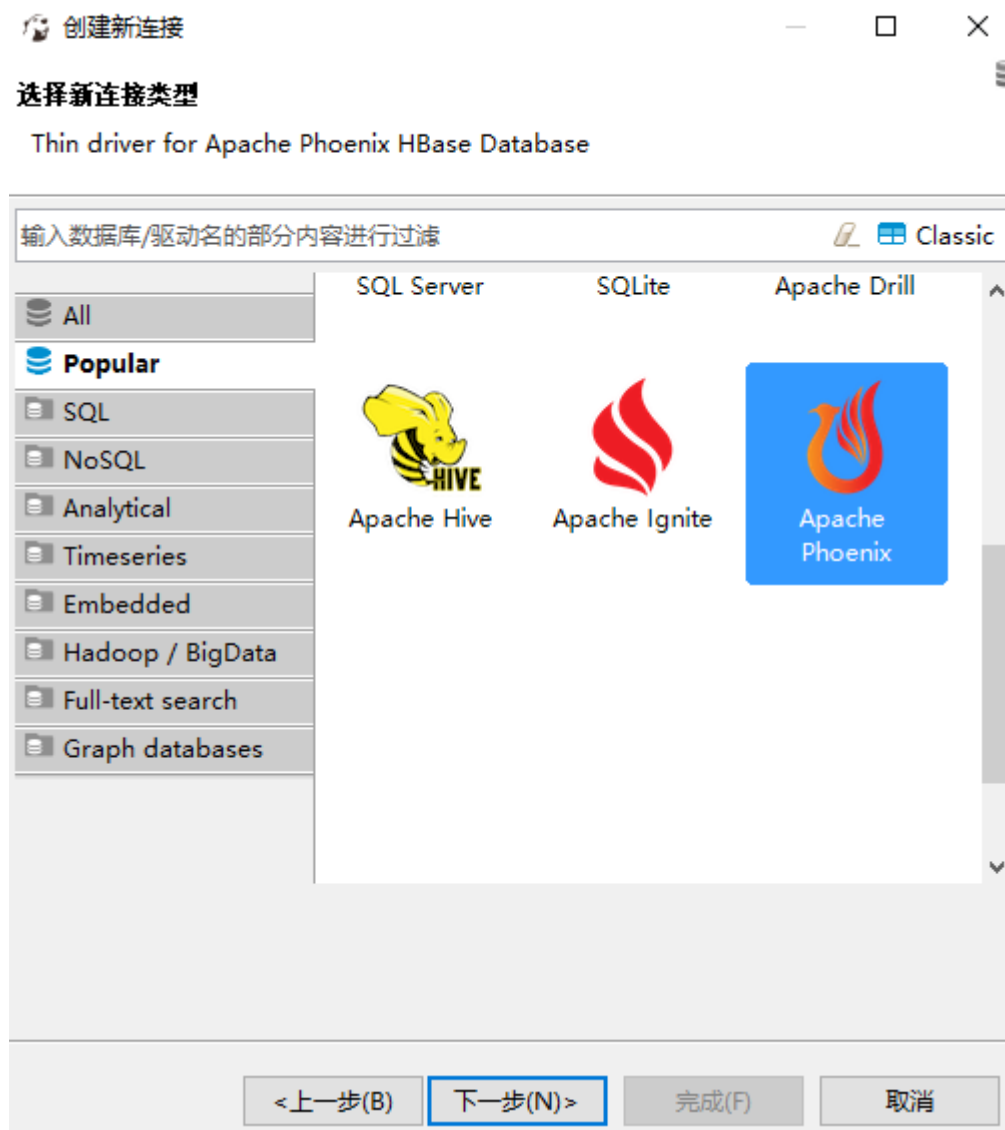 创建新连接
选择新连接类型
Thin driver for Apache Phoenix HBase Database
输入数据库/驱动名的部分内容进行过滤
Classic
All
Popular
SQL
NoSQL
Analytical
Timeseries
Embedded
Hadoop / BigData
Full-text search
Graph databases
SQL Server
SQLite
Apache Drill
HIVE
Apache Hive
Apache Ignite
Apache
Phoenix
<上一步(B)
下一步(N)>
完成(F)
取消